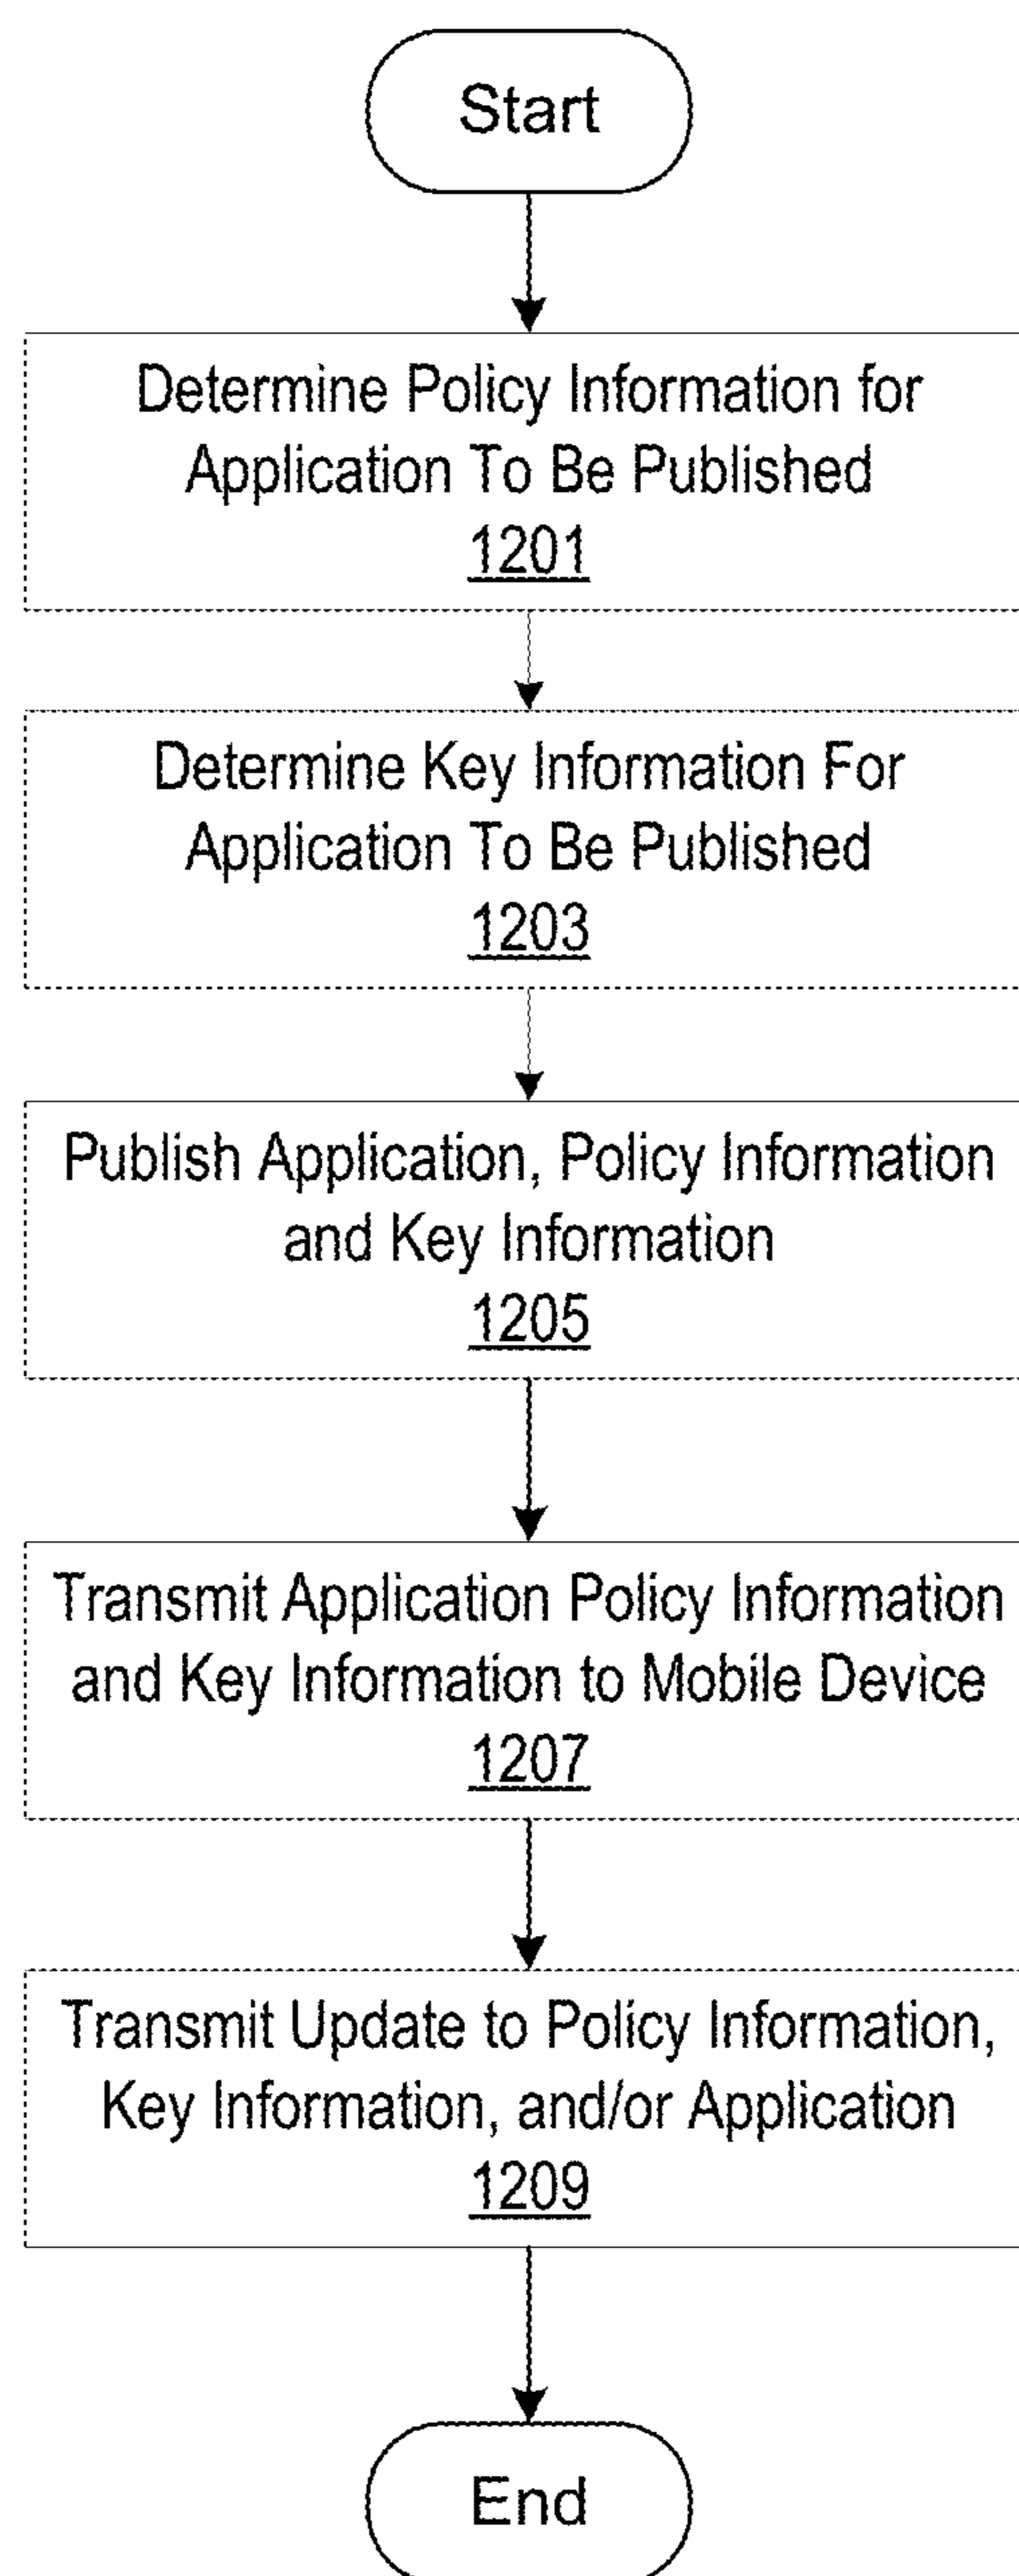 Start
Determine Policy Information for
Application To Be Published
1201
Determine Key Information For
Application To Be Published
1203
Publish Application, Policy Information
and Key Information
1205
Transmit Application Policy Information
and Key Information to Mobile Device
1207
Transmit Update to Policy Information,
Key Information, and/or Application
1209
End